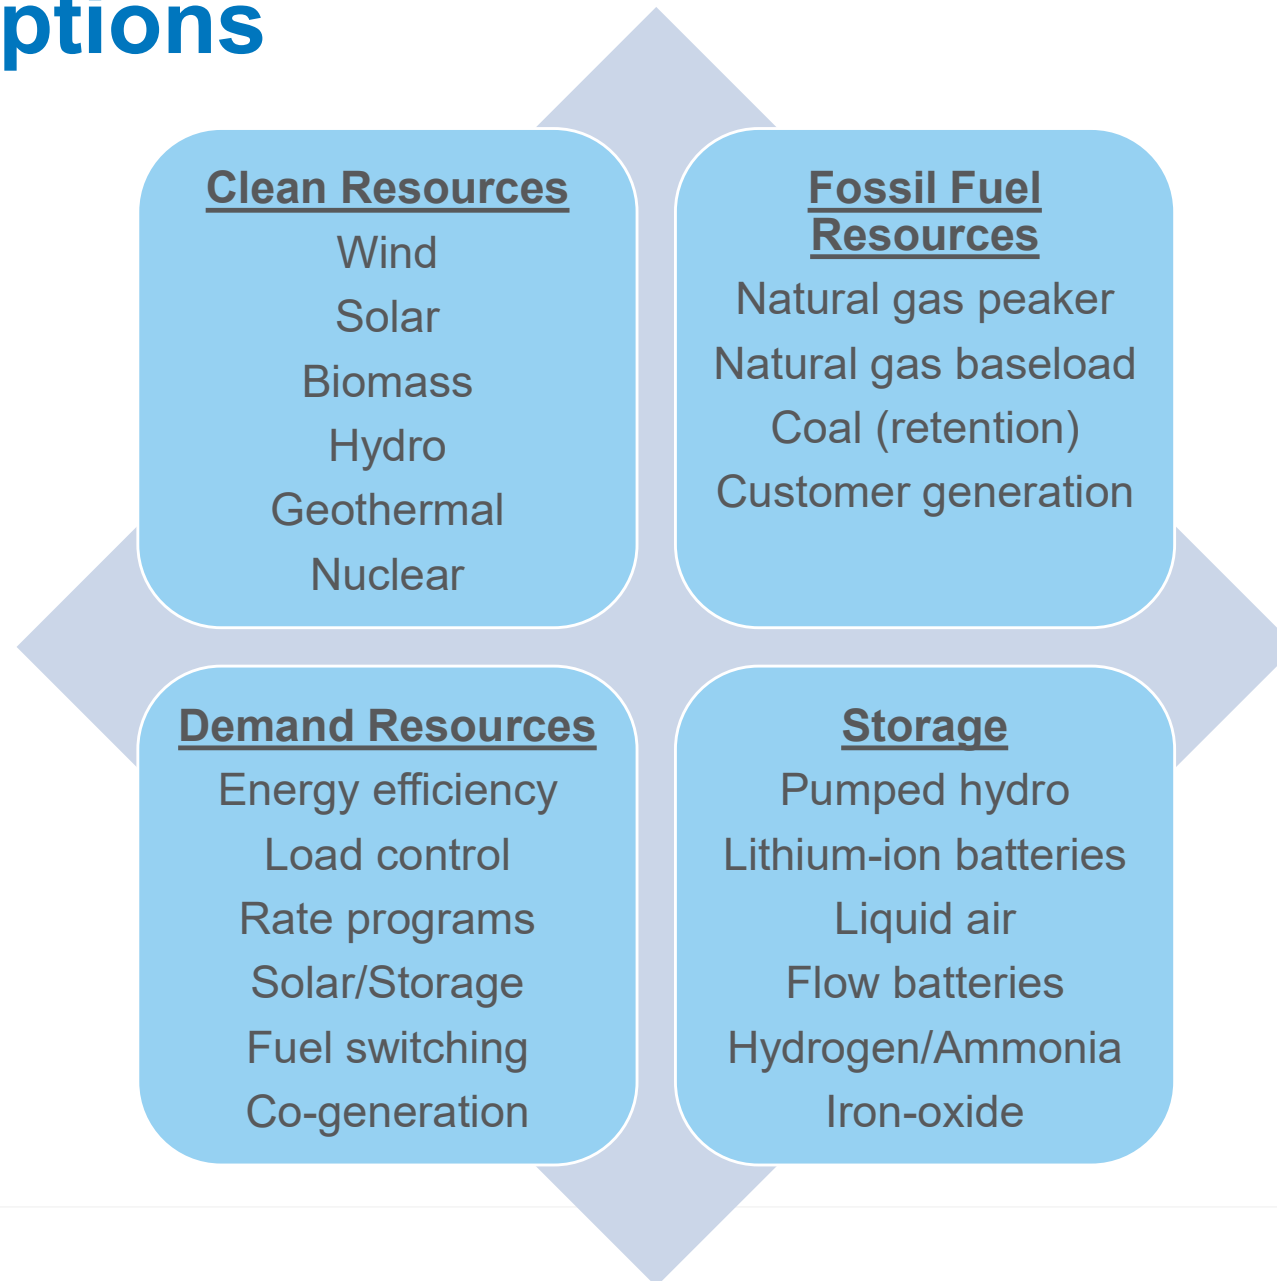 ptions
Clean Resources
Wind
Solar
Biomass
Hydro
Geothermal
Nuclear
Fossil Fuel
Resources
Natural gas peaker
Natural gas baseload
Coal (retention)
Customer generation
Demand Resources
Energy efficiency
Load control
Rate programs
Solar/Storage
Fuel switching
Co-generation
Storage
Pumped hydro
Lithium-ion batteries
Liquid air
Flow batteries
Hydrogen/Ammonia
Iron-oxide